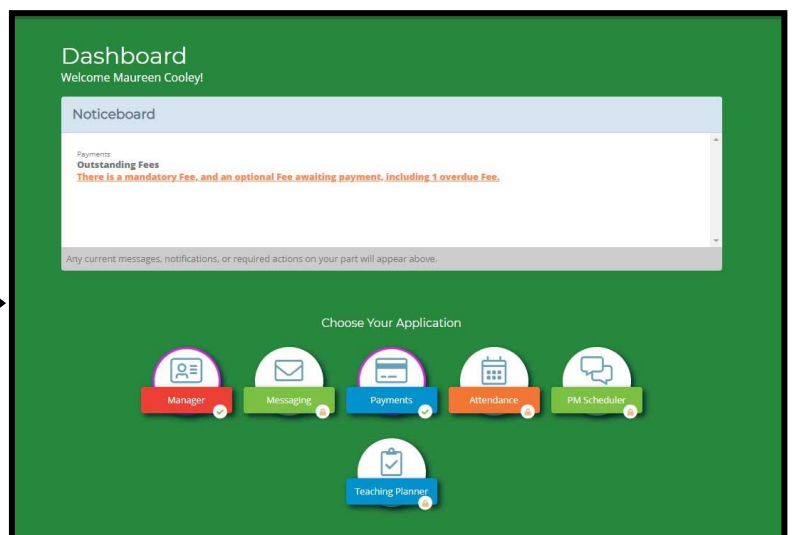 Dashboard
Welcome Maureen Cooley!
Noticeboard
Payments
Outstanding Fees
There is a mandatory Fee, and an optional Fee awaiting payment, including 1 overdue Fee.
Any current messages, notifications, or required actions on your part will appear above.
Choose Your Application
Manager
Messaging
Payments
Attendance
PM Scheduler
Teaching Planner